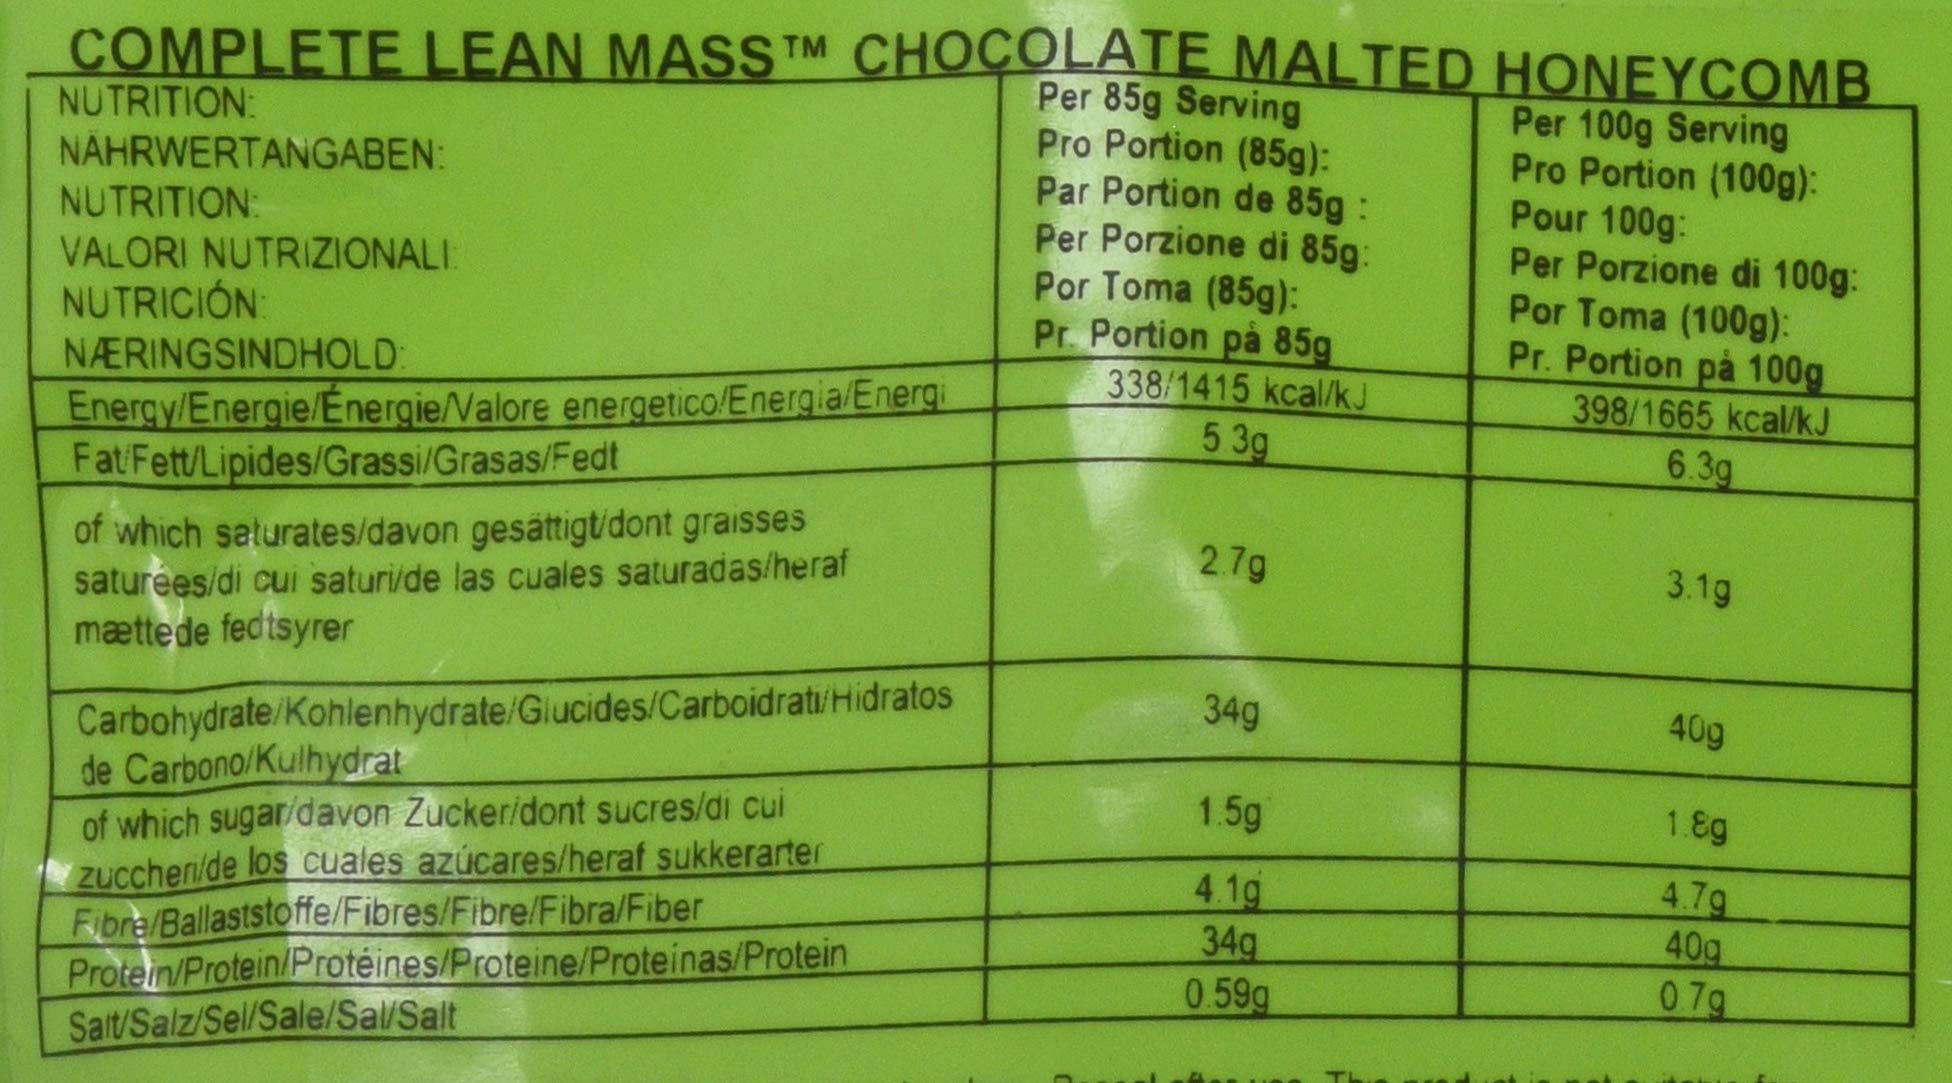 COMPLETE LEAN MASS™ CHOCOLATE MALTED HONEYCOMB
NUTRITION:
NÄHRWERTANGABEN:
NUTRITION:
VALORI NUTRIZIONALI:
NUTRICIÓN:
NÆRINGSINDHOLD:
Per 85g Serving
Pro Portion (85g):
Par Portion de 85g :
Per Porzione di 85g:
Por Toma (85g):
Pr. Portion på 85g
Per 100g Serving
Pro Portion (100g):
Pour 100g:
Per Porzione di 100g:
Por Toma (100g):
Pr. Portion på 100g
Energy/Energie/Énergie/Valore energetico/Energia/Energi 338/1415 kcal/kJ 398/1665 kcal/kJ
Fat/Fett/Lipides/Grassi/Grasas/Fedt 5.3g 6.3g
of which saturates/davon gesättigt/dont graisses
saturées/di cui saturi/de las cuales saturadas/heraf 2.7g 3.1g
mættede fedtsyrer
Carbohydrate/Kohlenhydrate/Glucides/Carboidrati/Hidratos 34g 40g
de Carbono/Kulhydrat
of which sugar/davon Zucker/dont sucres/di cui 1.5g 1.8g
zuccheri/de los cuales azúcares/heraf sukkerarter
Fibre/Ballaststoffe/Fibres/Fibre/Fibra/Fiber 4.1g 4.7g
Protein/Protein/Protéines/Proteine/Proteínas/Protein 34g 40g
Salt/Salz/Sel/Sale/Sal/Salt 0.59g 0.7g